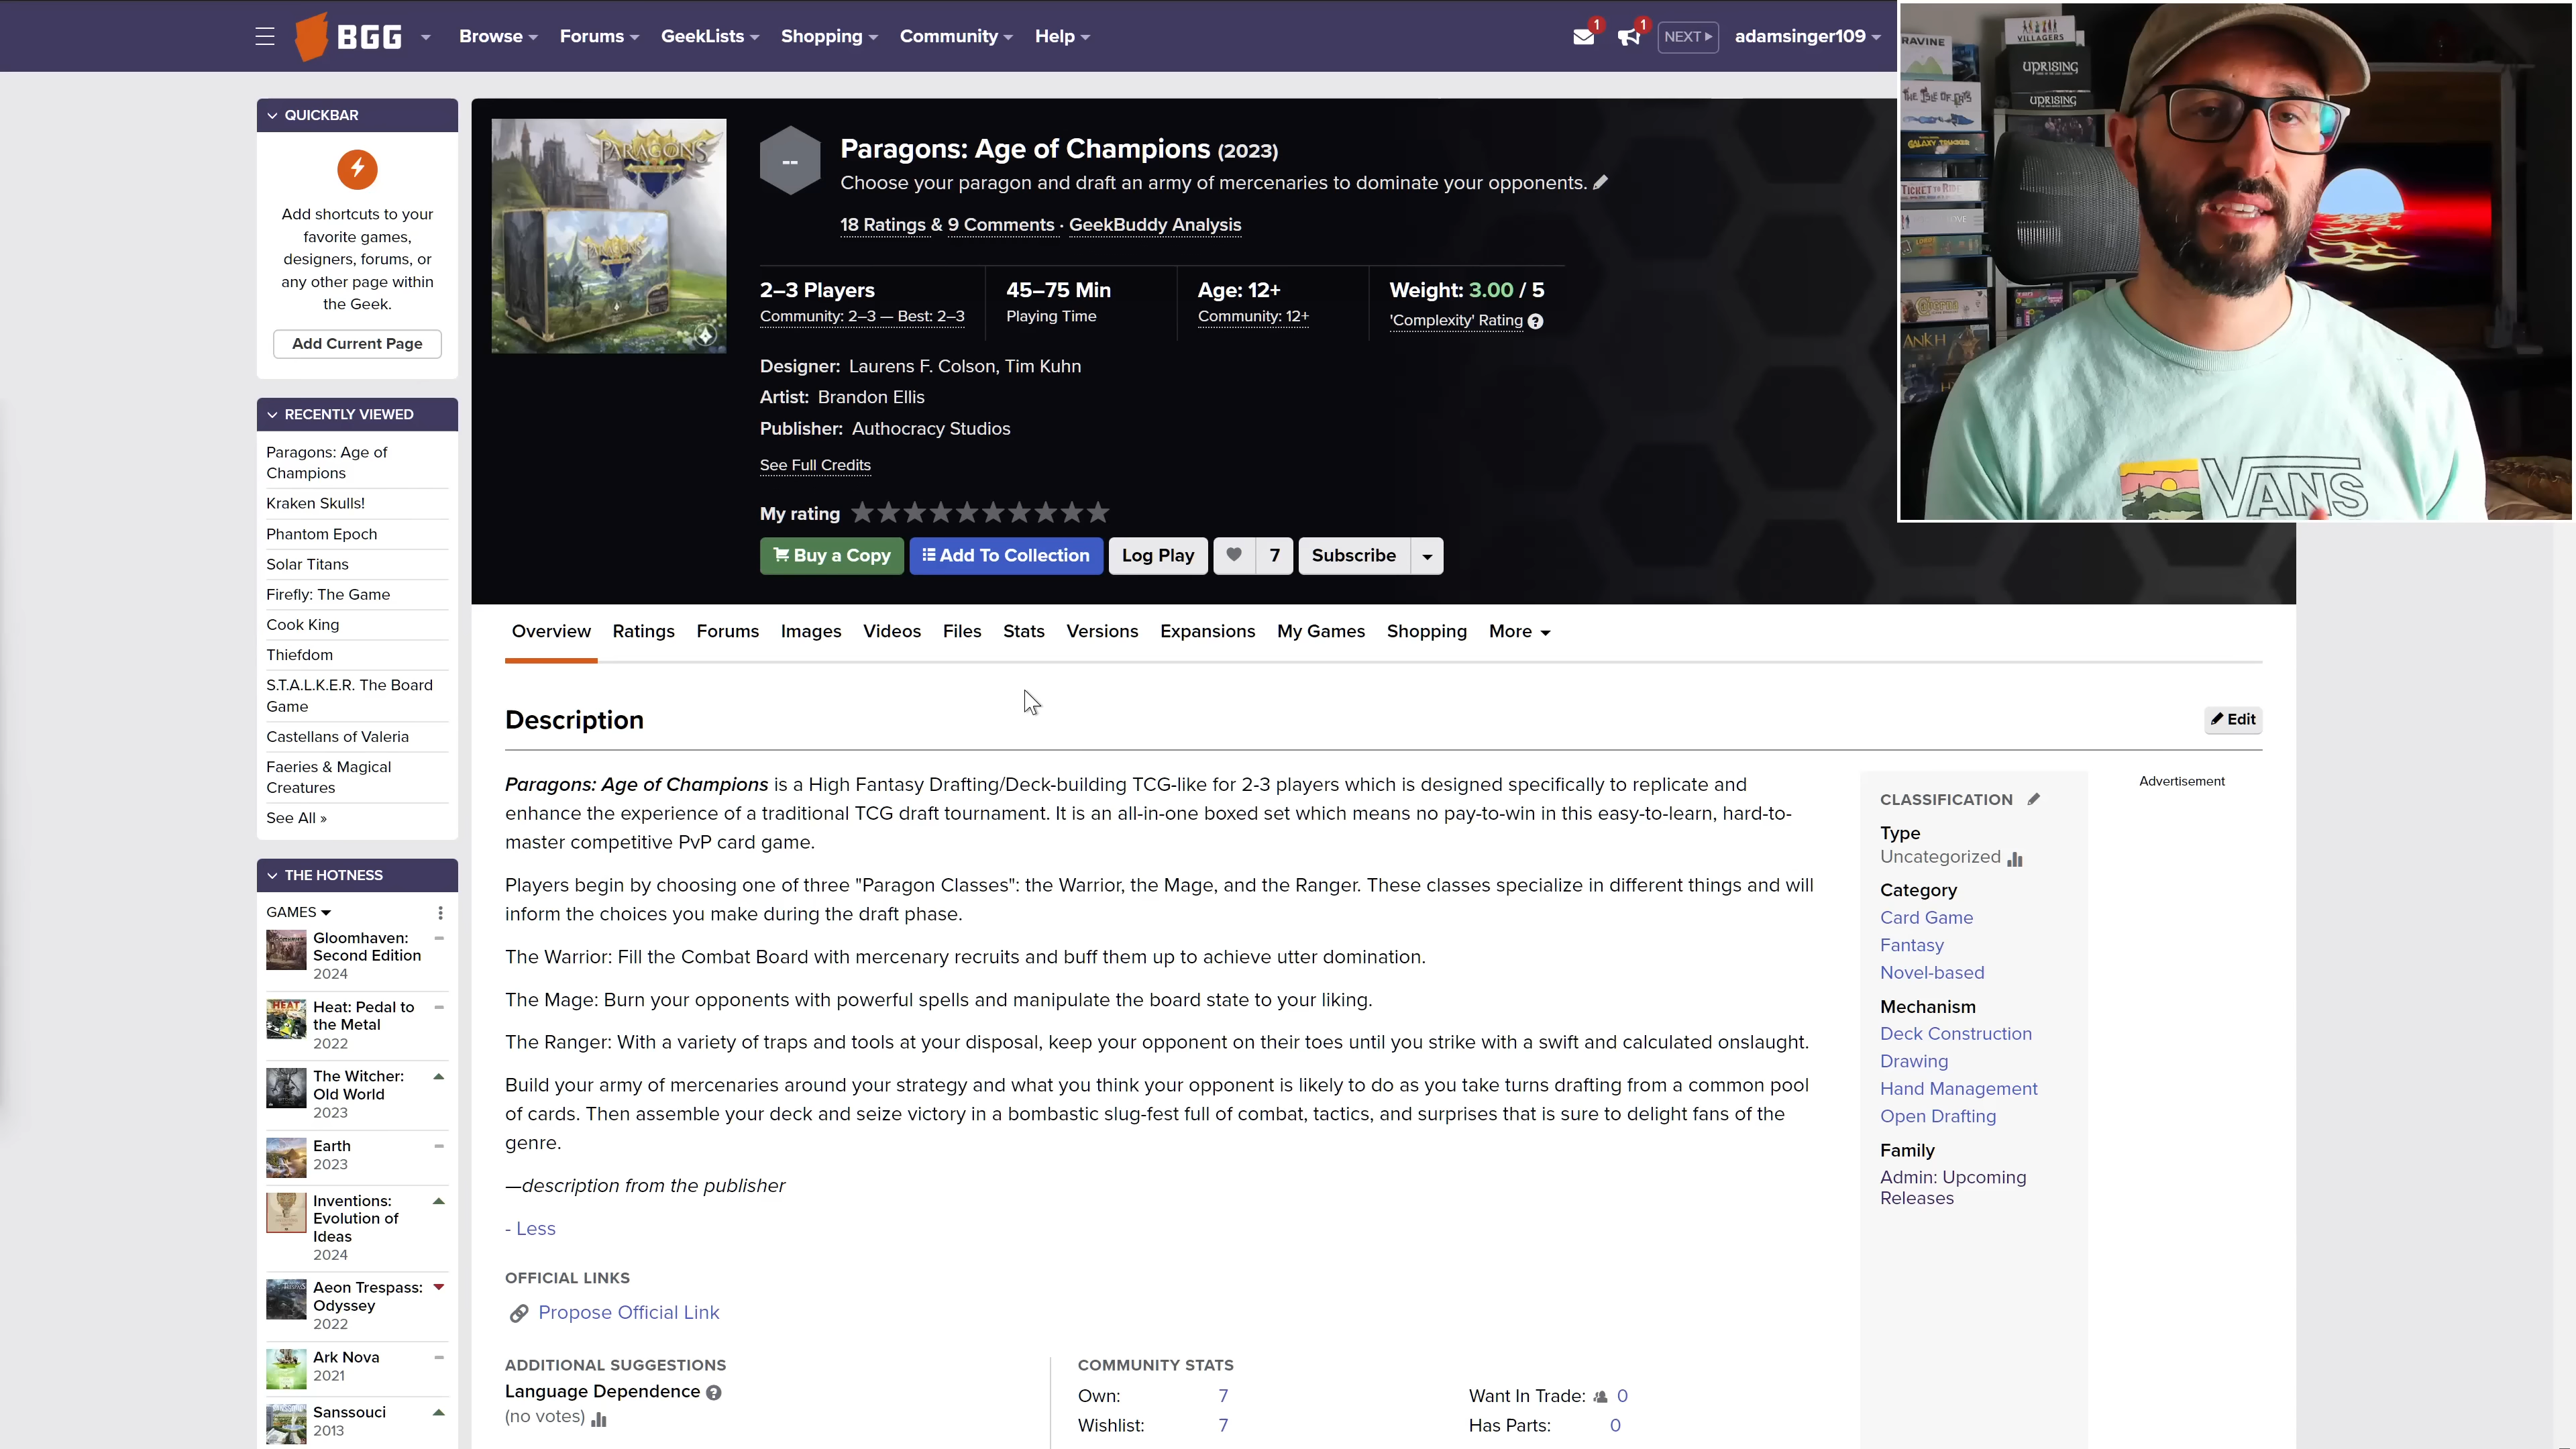 BGG
Browse
Forums
GeekLists
Shopping
Community
Help
1
1
NEXT
adamsinger109
QUICKBAR
Add shortcuts to your
favorite games,
designers, forums, or
any other page within
the Geek.
Add Current Page
RECENTLY VIEWED
Paragons: Age of
Champions
Kraken Skulls!
Phantom Epoch
Solar Titans
Firefly: The Game
Cook King
Thiefdom
S.T.A.L.K.E.R. The Board
Game
Castellans of Valeria
Faeries & Magical
Creatures
See All »
THE HOTNESS
GAMES
Gloomhaven:
Second Edition
2024
HEAT
Heat: Pedal to
the Metal
2022
The Witcher:
Old World
2023
Earth
2023
Inventions:
Evolution of
Ideas
2024
Aeon Trespass:
Odyssey
2022
Ark Nova
2021
Sanssouci
2013
PARAGONS
PARAGONS
--
Paragons: Age of Champions (2023)
Choose your paragon and draft an army of mercenaries to dominate your opponents.
18 Ratings & 9 Comments · GeekBuddy Analysis
2–3 Players
Community: 2–3 — Best: 2–3
45–75 Min
Playing Time
Age: 12+
Community: 12+
Weight: 3.00 / 5
'Complexity' Rating
Designer: Laurens F. Colson, Tim Kuhn
Artist: Brandon Ellis
Publisher: Authocracy Studios
See Full Credits
My rating
Buy a Copy
Add To Collection
Log Play
7
Subscribe
RAVINE
VILLAGERS
UPRISING
UPRISING
THE ISLE OF CATS
GALAXY TRUCKER
TICKET TO RIDE
ANKH
VANS
Overview
Ratings
Forums
Images
Videos
Files
Stats
Versions
Expansions
My Games
Shopping
More
Description
Edit
Paragons: Age of Champions is a High Fantasy Drafting/Deck-building TCG-like for 2-3 players which is designed specifically to replicate and
enhance the experience of a traditional TCG draft tournament. It is an all-in-one boxed set which means no pay-to-win in this easy-to-learn, hard-to-
master competitive PvP card game.
Players begin by choosing one of three "Paragon Classes": the Warrior, the Mage, and the Ranger. These classes specialize in different things and will
inform the choices you make during the draft phase.
The Warrior: Fill the Combat Board with mercenary recruits and buff them up to achieve utter domination.
The Mage: Burn your opponents with powerful spells and manipulate the board state to your liking.
The Ranger: With a variety of traps and tools at your disposal, keep your opponent on their toes until you strike with a swift and calculated onslaught.
Build your army of mercenaries around your strategy and what you think your opponent is likely to do as you take turns drafting from a common pool
of cards. Then assemble your deck and seize victory in a bombastic slug-fest full of combat, tactics, and surprises that is sure to delight fans of the
genre.
—description from the publisher
- Less
OFFICIAL LINKS
Propose Official Link
ADDITIONAL SUGGESTIONS
Language Dependence
(no votes)
COMMUNITY STATS
Own: 7
Wishlist: 7
Want In Trade: 0
Has Parts: 0
CLASSIFICATION
Type
Uncategorized
Category
Card Game
Fantasy
Novel-based
Mechanism
Deck Construction
Drawing
Hand Management
Open Drafting
Family
Admin: Upcoming
Releases
Advertisement